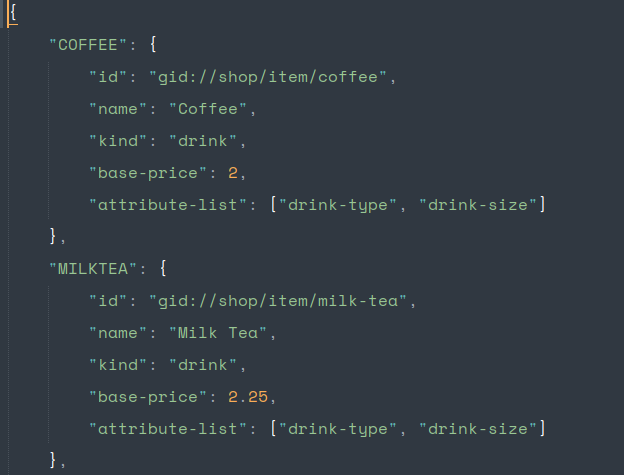 {
    "COFFEE": {
        "id": "gid://shop/item/coffee",
        "name": "Coffee",
        "kind": "drink",
        "base-price": 2,
        "attribute-list": ["drink-type", "drink-size"]
    },
    "MILKTEA": {
        "id": "gid://shop/item/milk-tea",
        "name": "Milk Tea",
        "kind": "drink",
        "base-price": 2.25,
        "attribute-list": ["drink-type", "drink-size"]
    },